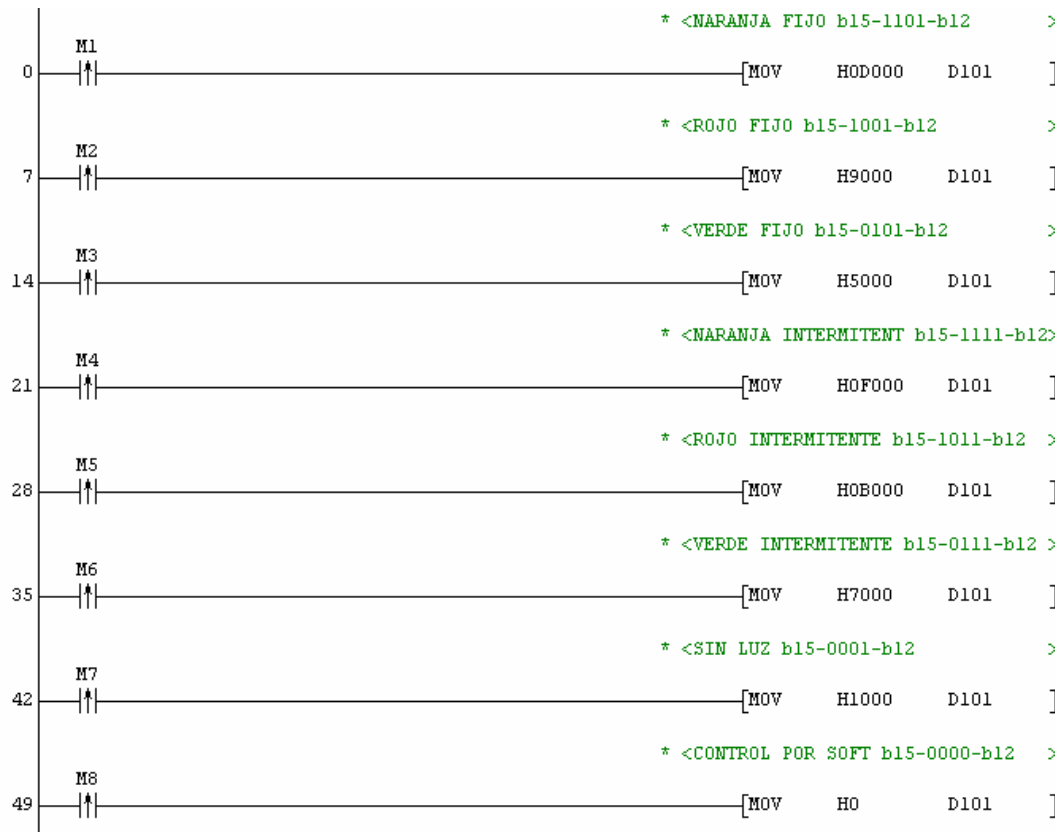 * <NARANJA FIJO b15-1101-b12 >
M1
0 [MOV H0D000 D101 ]
* <ROJO FIJO b15-1001-b12 >
M2
7 [MOV H9000 D101 ]
* <VERDE FIJO b15-0101-b12 >
M3
14 [MOV H5000 D101 ]
* <NARANJA INTERMITENT b15-1111-b12>
M4
21 [MOV H0F000 D101 ]
* <ROJO INTERMITENTE b15-1011-b12 >
M5
28 [MOV H0B000 D101 ]
* <VERDE INTERMITENTE b15-0111-b12 >
M6
35 [MOV H7000 D101 ]
* <SIN LUZ b15-0001-b12 >
M7
42 [MOV H1000 D101 ]
* <CONTROL POR SOFT b15-0000-b12 >
M8
49 [MOV H0 D101 ]